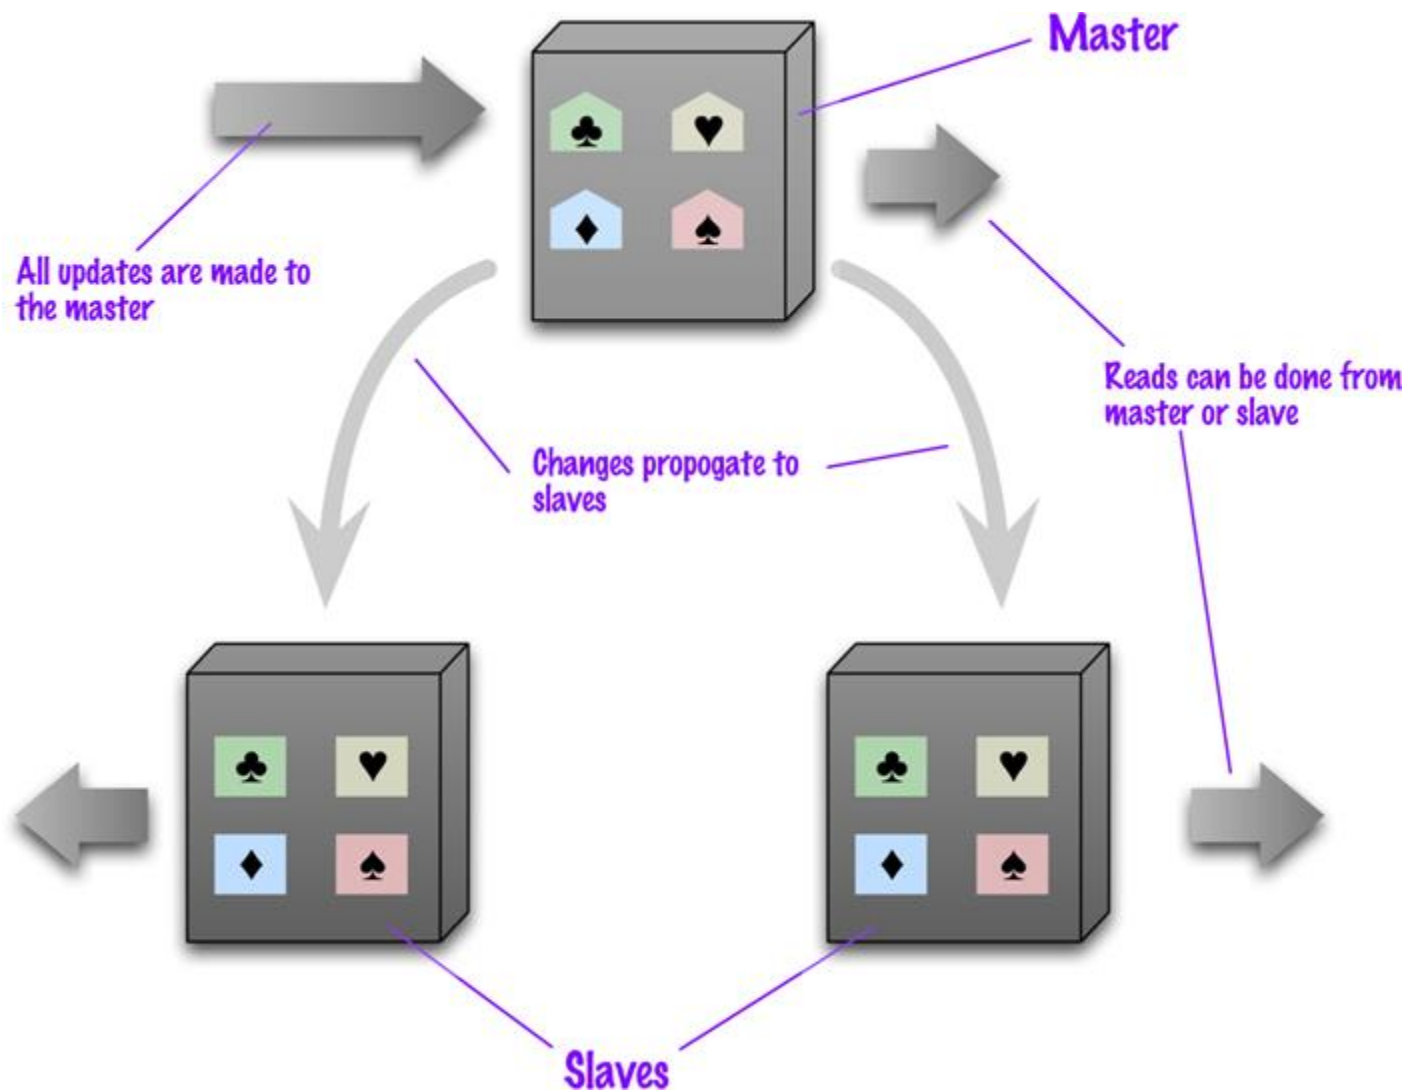 Master
All updates are made to
the master
Reads can be done from
master or slave
Changes propogate to
slaves
Slaves